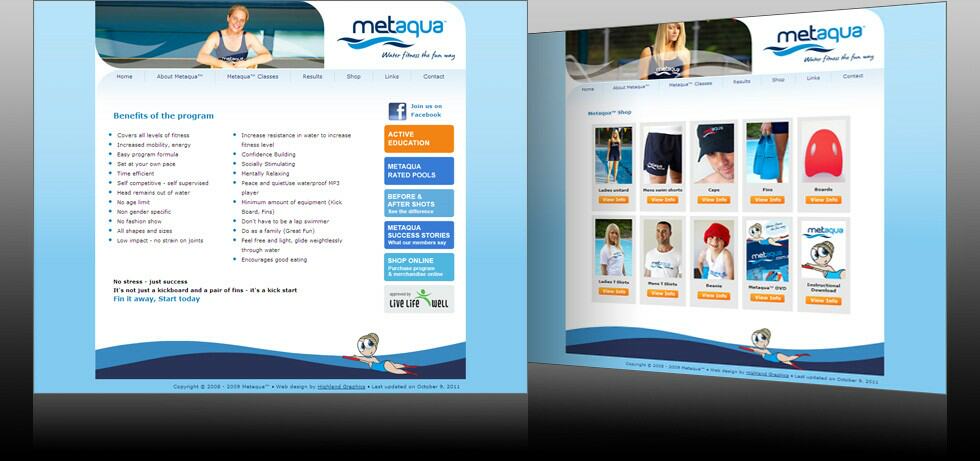 metaqua™
Water fitness the fun way
Home
About Metaqua™
Metaqua™ Classes
Results
Shop
Links
Contact
Join us on
Facebook
Benefits of the program
Covers all levels of fitness
Increased mobility, energy
Easy program formula
Set at your own pace
Time efficient
Self competitive - self supervised
Head remains out of water
No age limit
Non gender specific
No fashion show
All shapes and sizes
Low impact - no strain on joints
Increase resistance in water to increase
fitness level
Confidence Building
Socially Stimulating
Mentally Relaxing
Peace and quietUse waterproof MP3
player
Minimum amount of equipment (Kick
Board, Fins)
Don't have to be a lap swimmer
Do as a family (Great Fun)
Feel free and light, glide weightlessly
through water
Encourages good eating
No stress - just success
It's not just a kickboard and a pair of fins - it's a kick start
Fin it away, Start today
ACTIVE
EDUCATION
METAQUA
RATED POOLS
BEFORE &
AFTER SHOTS
See the difference
METAQUA
SUCCESS STORIES
What our members say
SHOP ONLINE
Purchase program
& merchandise online
approved by
LiVE LiFE WELL
Copyright © 2008 - 2009 Metaqua™ • Web design by Highland Graphics • Last updated on October 9, 2011
metaqua™
Water fitness the fun way
Home
About Metaqua™
Metaqua™ Classes
Results
Shop
Links
Contact
Metaqua™ Shop
Ladies unitard
View Info
Mens swim shorts
View Info
Caps
View Info
Fins
View Info
Boards
View Info
Ladies T Shirts
View Info
Mens T Shirts
View Info
Beanie
View Info
Metaqua™ DVD
View Info
Instructional
Download
View Info
Copyright © 2008 - 2009 Metaqua™ • Web design by Highland Graphics • Last updated on October 9, 2011